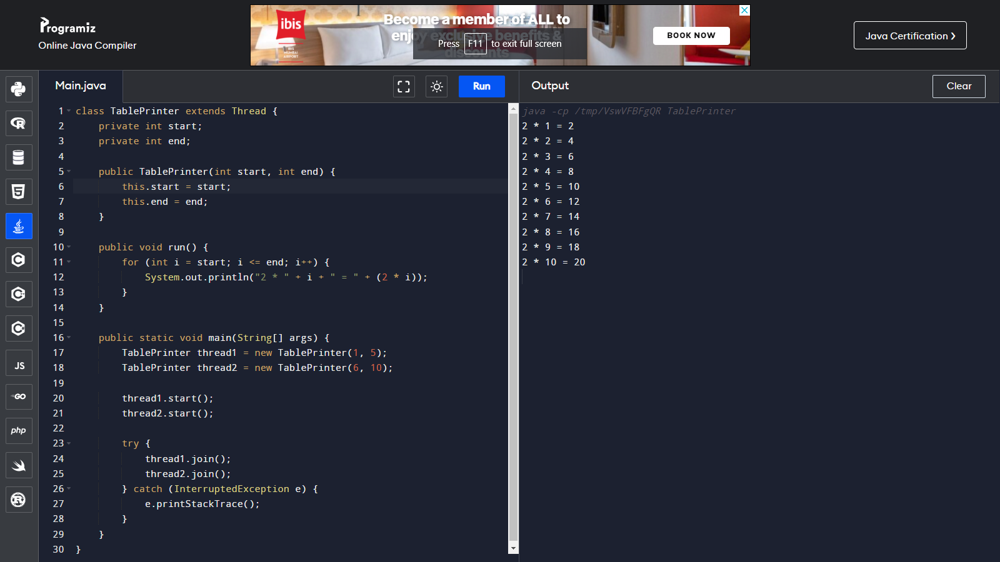 Programiz
Online Java Compiler
ibis
IBIS
MUMBAI
AIRPORT
Become a member of ALL to
enjoy exclusive benefits &
discounts
Press F11 to exit full screen
BOOK NOW
Java Certification ❯
Main.java
Run
Output
Clear
1 class TablePrinter extends Thread {
2     private int start;
3     private int end;
4
5     public TablePrinter(int start, int end) {
6         this.start = start;
7         this.end = end;
8     }
9
10     public void run() {
11         for (int i = start; i <= end; i++) {
12             System.out.println("2 * " + i + " = " + (2 * i));
13         }
14     }
15
16     public static void main(String[] args) {
17         TablePrinter thread1 = new TablePrinter(1, 5);
18         TablePrinter thread2 = new TablePrinter(6, 10);
19
20         thread1.start();
21         thread2.start();
22
23         try {
24             thread1.join();
25             thread2.join();
26         } catch (InterruptedException e) {
27             e.printStackTrace();
28         }
29     }
30 }
java -cp /tmp/VswVFBFgQR TablePrinter
2 * 1 = 2
2 * 2 = 4
2 * 3 = 6
2 * 4 = 8
2 * 5 = 10
2 * 6 = 12
2 * 7 = 14
2 * 8 = 16
2 * 9 = 18
2 * 10 = 20
R
5
C
C
C
JS
GO
php
R